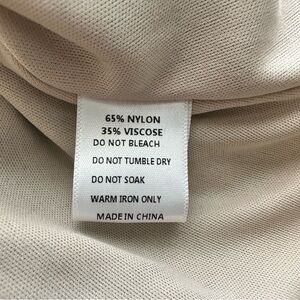 65% NYLON
35% VISCOSE
DO NOT BLEACH
DO NOT TUMBLE DRY
DO NOT SOAK
WARM IRON ONLY
MADE IN CHINA